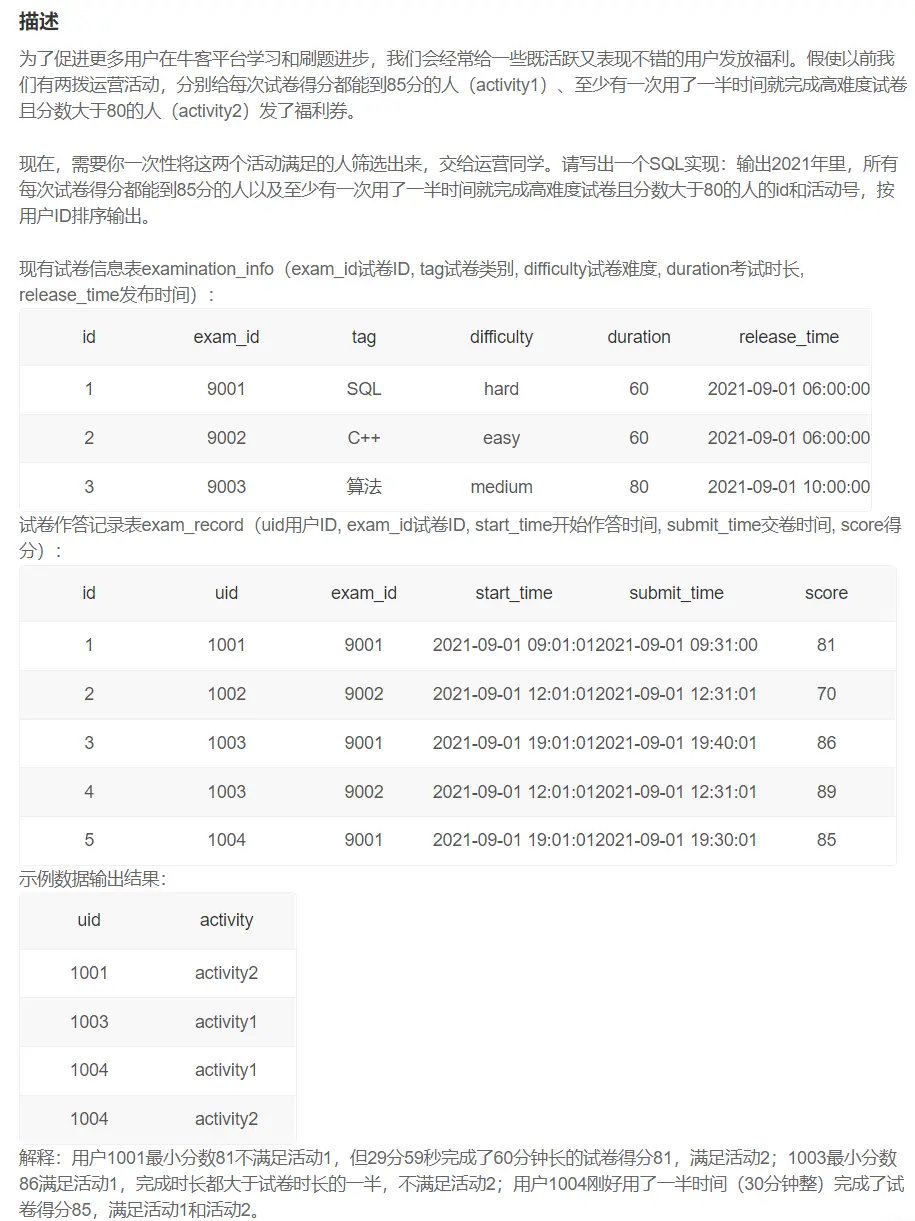 描述
为了促进更多用户在牛客平台学习和刷题进步，我们会经常给一些既活跃又表现不错的用户发放福利。假使以前我
们有两拨运营活动，分别给每次试卷得分都能到85分的人（activity1）、至少有一次用了一半时间就完成高难度试卷
且分数大于80的人（activity2）发了福利券。
现在，需要你一次性将这两个活动满足的人筛选出来，交给运营同学。请写出一个SQL实现：输出2021年里，所有
每次试卷得分都能到85分的人以及至少有一次用了一半时间就完成高难度试卷且分数大于80的人的id和活动号，按
用户ID排序输出。
现有试卷信息表examination_info（exam_id试卷ID, tag试卷类别, difficulty试卷难度, duration考试时长,
release_time发布时间）：
id exam_id tag difficulty duration release_time
1 9001 SQL hard 60 2021-09-01 06:00:00
2 9002 C++ easy 60 2021-09-01 06:00:00
3 9003 算法 medium 80 2021-09-01 10:00:00
试卷作答记录表exam_record（uid用户ID, exam_id试卷ID, start_time开始作答时间, submit_time交卷时间, score得
分）：
id uid exam_id start_time submit_time score
1 1001 9001 2021-09-01 09:01:01 2021-09-01 09:31:00 81
2 1002 9002 2021-09-01 12:01:01 2021-09-01 12:31:01 70
3 1003 9001 2021-09-01 19:01:01 2021-09-01 19:40:01 86
4 1003 9002 2021-09-01 12:01:01 2021-09-01 12:31:01 89
5 1004 9001 2021-09-01 19:01:01 2021-09-01 19:30:01 85
示例数据输出结果：
uid activity
1001 activity2
1003 activity1
1004 activity1
1004 activity2
解释：用户1001最小分数81不满足活动1，但29分59秒完成了60分钟长的试卷得分81，满足活动2；1003最小分数
86满足活动1，完成时长都大于试卷时长的一半，不满足活动2；用户1004刚好用了一半时间（30分钟整）完成了试
卷得分85，满足活动1和活动2。